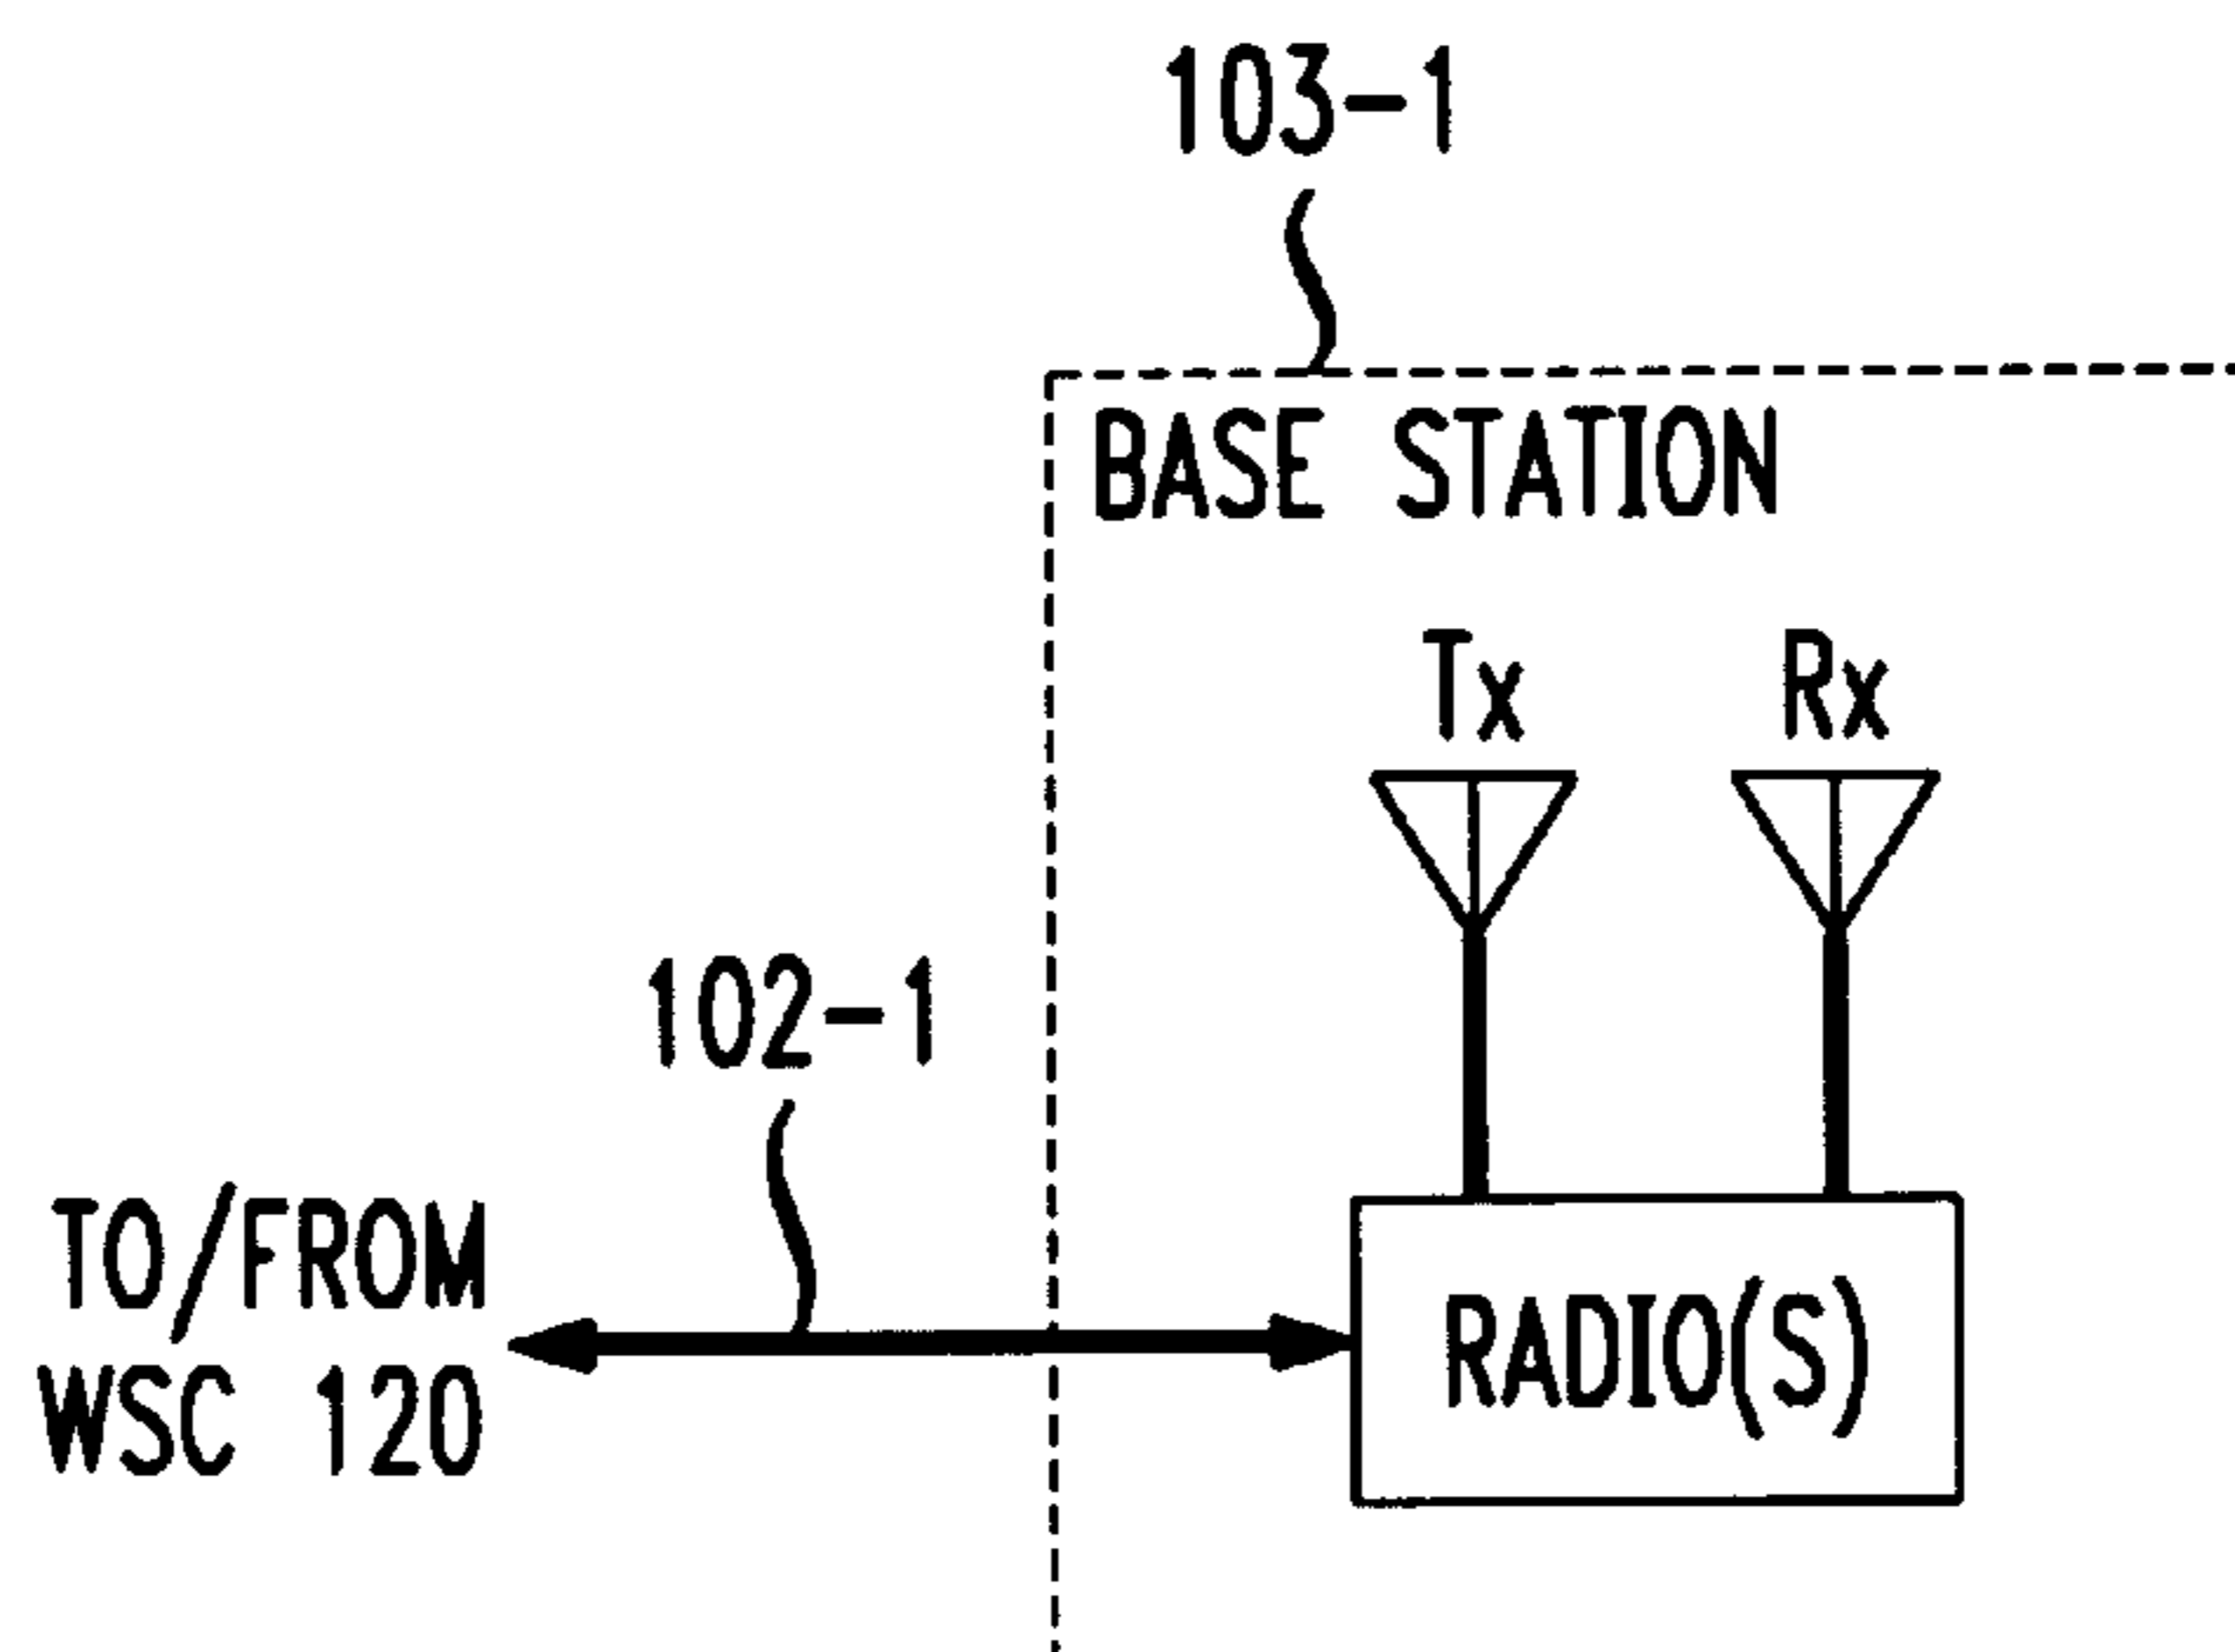 103-1
BASE STATION
Tx
Rx
102-1
TO/FROM
WSC 120
RADIO(S)